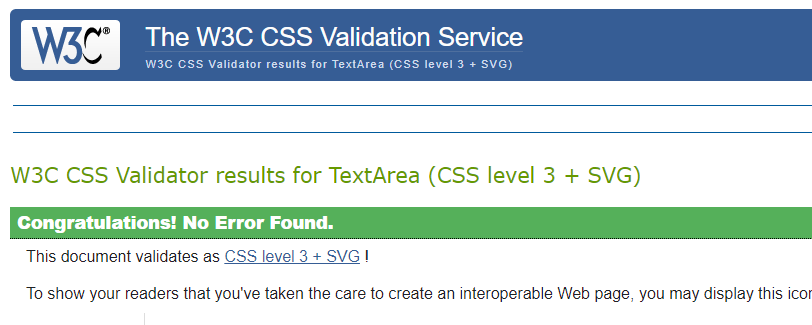 W3C®
The W3C CSS Validation Service
W3C CSS Validator results for TextArea (CSS level 3 + SVG)
W3C CSS Validator results for TextArea (CSS level 3 + SVG)
Congratulations! No Error Found.
This document validates as CSS level 3 + SVG !
To show your readers that you've taken the care to create an interoperable Web page, you may display this icon